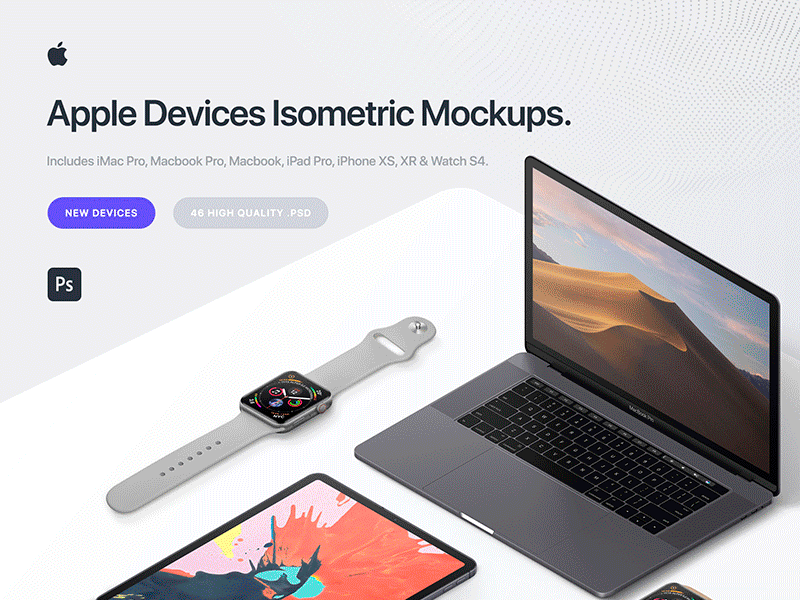 Apple Devices Isometric Mockups.
Includes iMac Pro, Macbook Pro, Macbook, iPad Pro, iPhone XS, XR & Watch S4.
NEW DEVICES
46 HIGH QUALITY .PSD
Ps
MacBook Pro